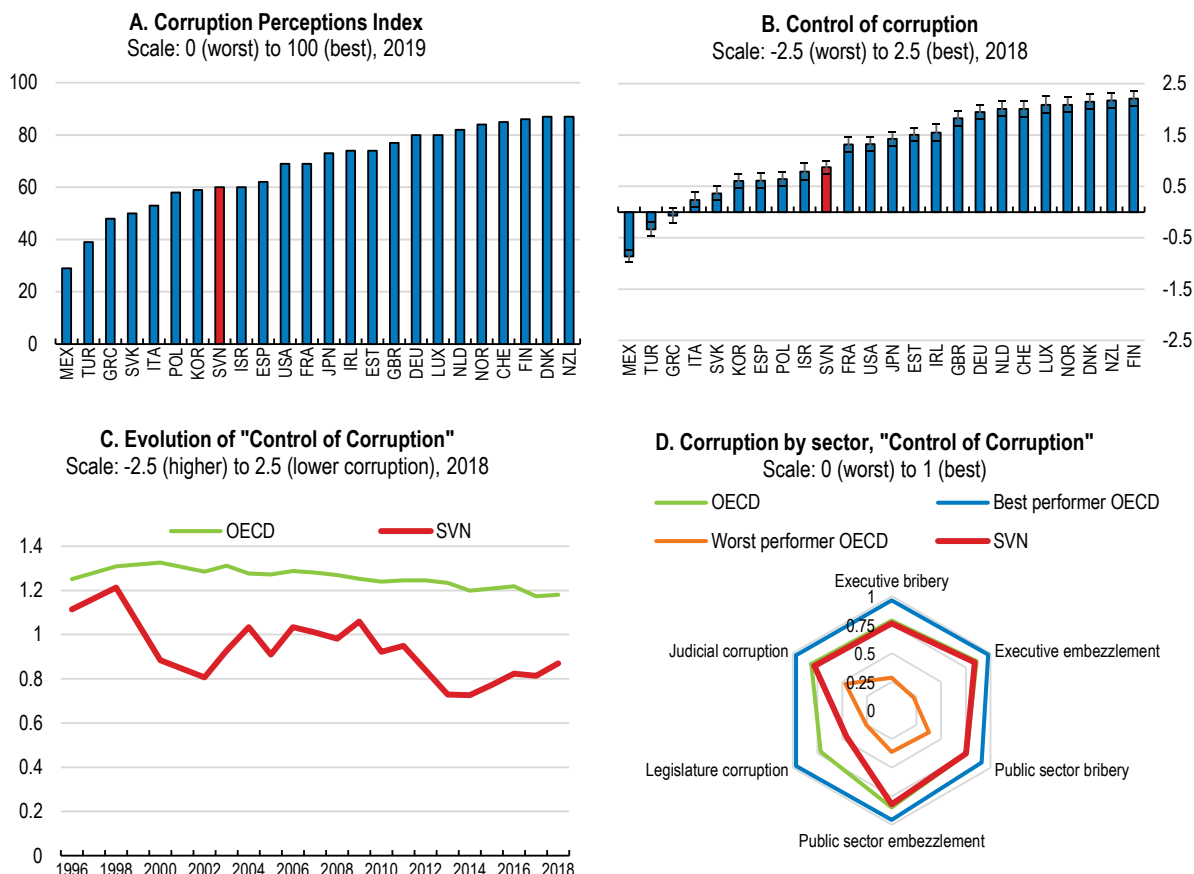 A. Corruption Perceptions Index
Scale: 0 (worst) to 100 (best), 2019
100
80
60
40
20
0
MEX TUR GRC SVK ITA POL KOR SVN ISR ESP USA FRA JPN IRL EST GBR DEU LUX NLD NOR CHE FIN DNK NZL
B. Control of corruption
Scale: -2.5 (worst) to 2.5 (best), 2018
2.5
1.5
0.5
-0.5
-1.5
-2.5
MEX TUR GRC ITA SVK KOR ESP POL ISR SVN FRA USA JPN EST IRL GBR DEU NLD CHE LUX NOR DNK NZL FIN
C. Evolution of "Control of Corruption"
Scale: -2.5 (higher) to 2.5 (lower corruption), 2018
OECD SVN
1.4
1.2
1
0.8
0.6
0.4
0.2
0
1996 1998 2000 2002 2004 2006 2008 2010 2012 2014 2016 2018
D. Corruption by sector, "Control of Corruption"
Scale: 0 (worst) to 1 (best)
OECD Best performer OECD
Worst performer OECD SVN
Executive bribery
1
0.75
0.5
0.25
0
Judicial corruption Executive embezzlement
Legislature corruption Public sector bribery
Public sector embezzlement